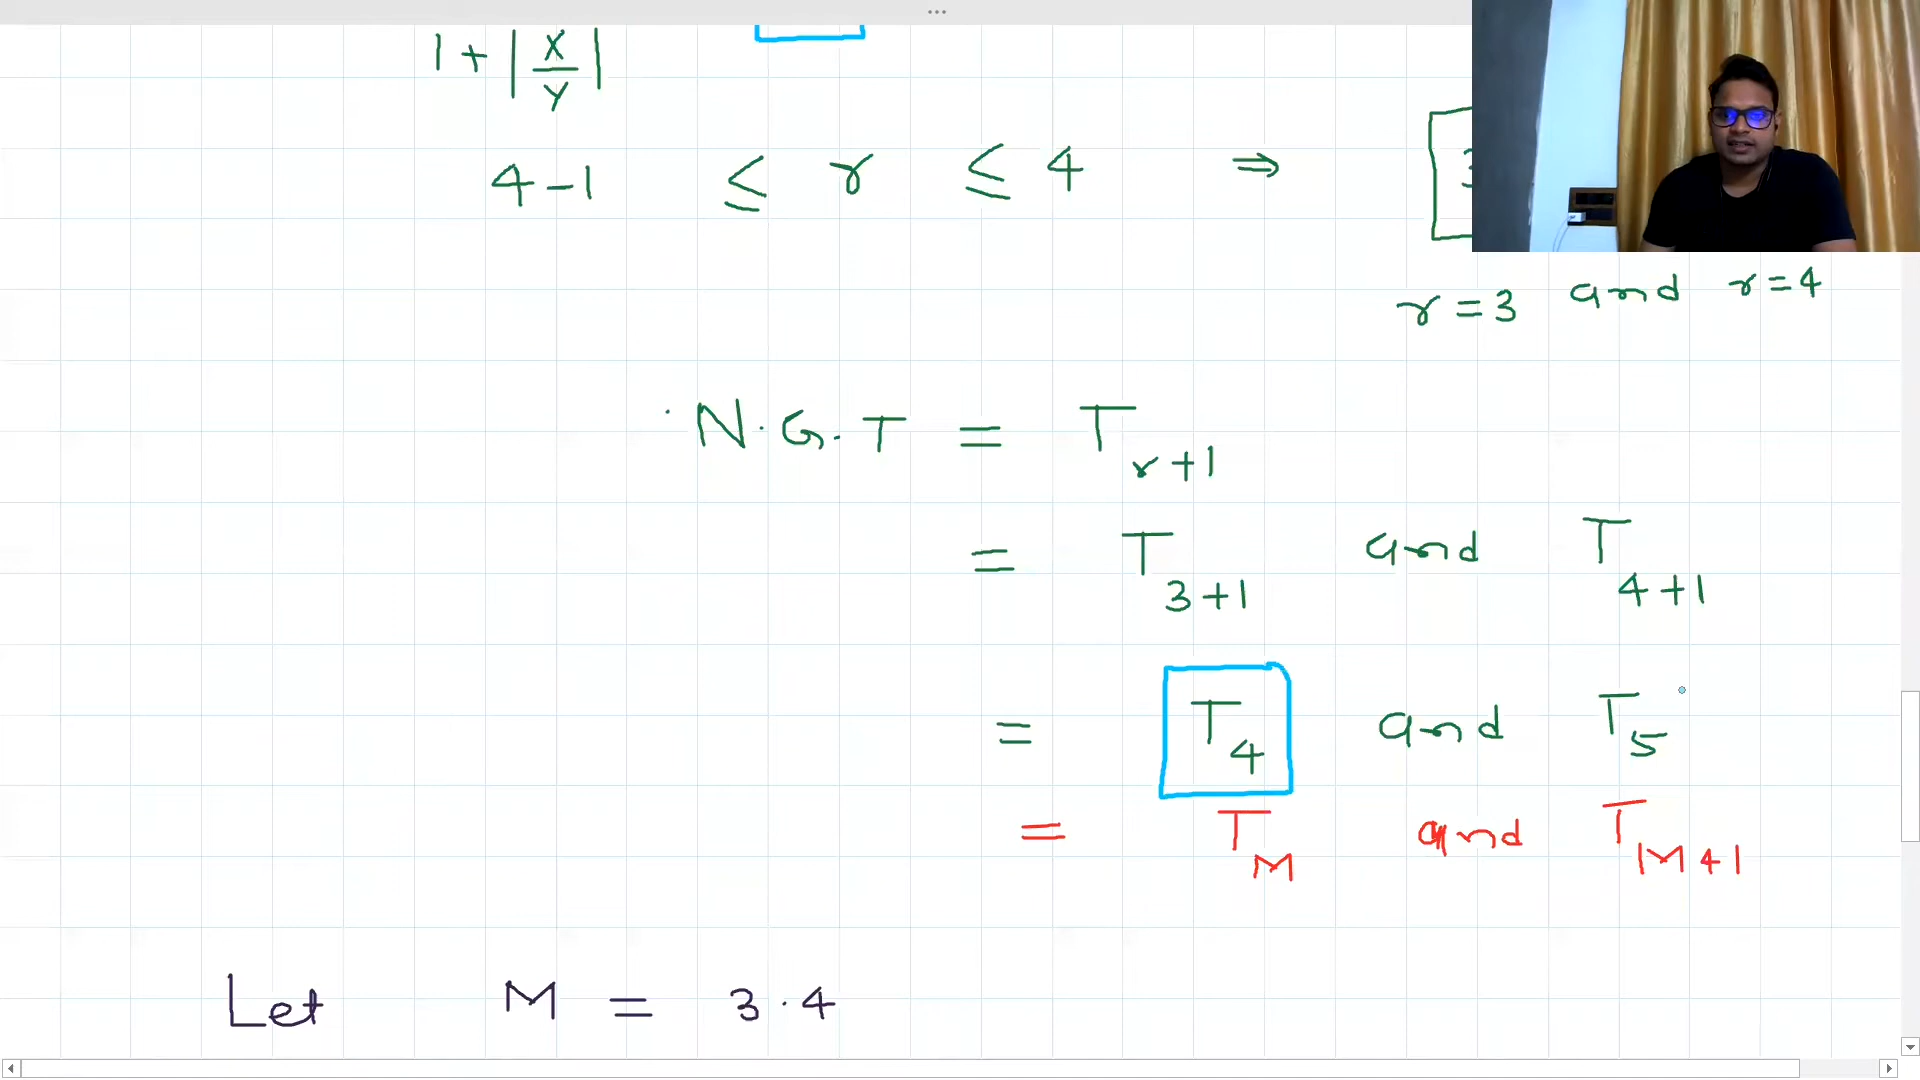 1 + |X/Y|
4 - 1 ≤ r ≤ 4 ⇒ 3
r = 3 and r = 4
N.G.T = T_{r+1}
= T_{3+1} and T_{4+1}
= T_4 and T_5
= T_M and T_{M+1}
Let M = 3.4